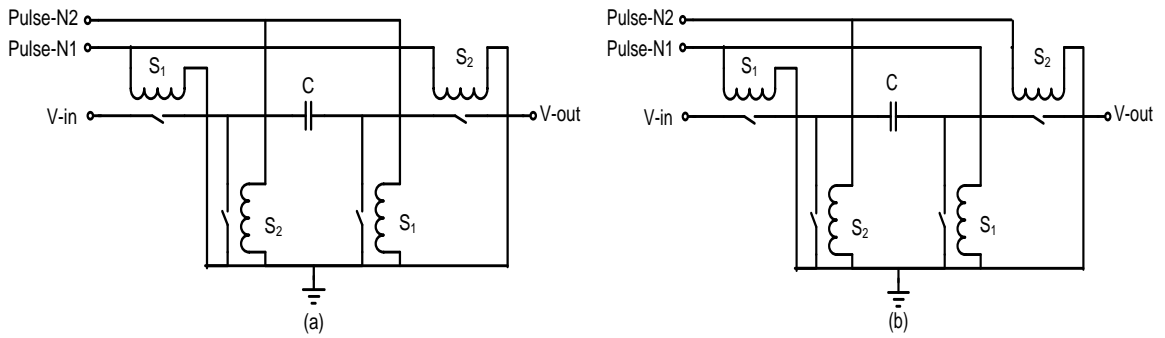 Pulse-N2
Pulse-N1
S₁
S₂
C
V-in
V-out
S₂
S₁
(a)
Pulse-N2
Pulse-N1
S₁
S₂
C
V-in
V-out
S₂
S₁
(b)